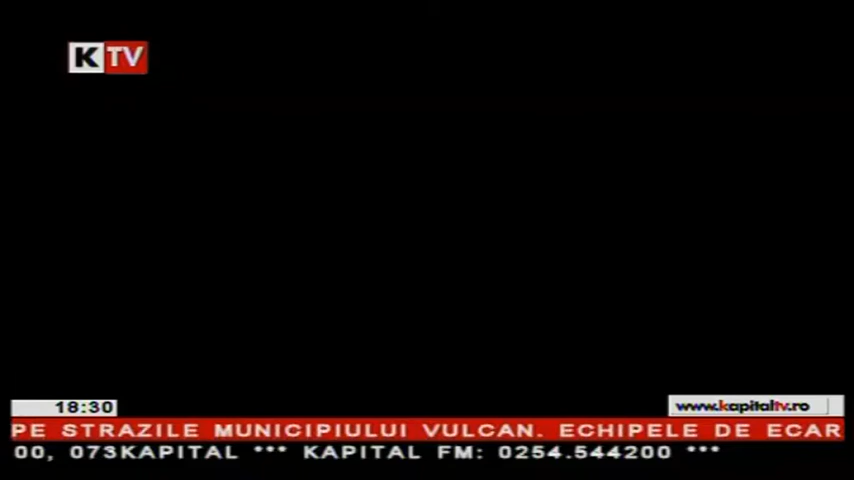 KTV
18:30
www.kapitaltv.ro
PE STRAZILE MUNICIPIULUI VULCAN. ECHIPELE DE ECAR
00, 073KAPITAL *** KAPITAL FM: 0254.544200 ***